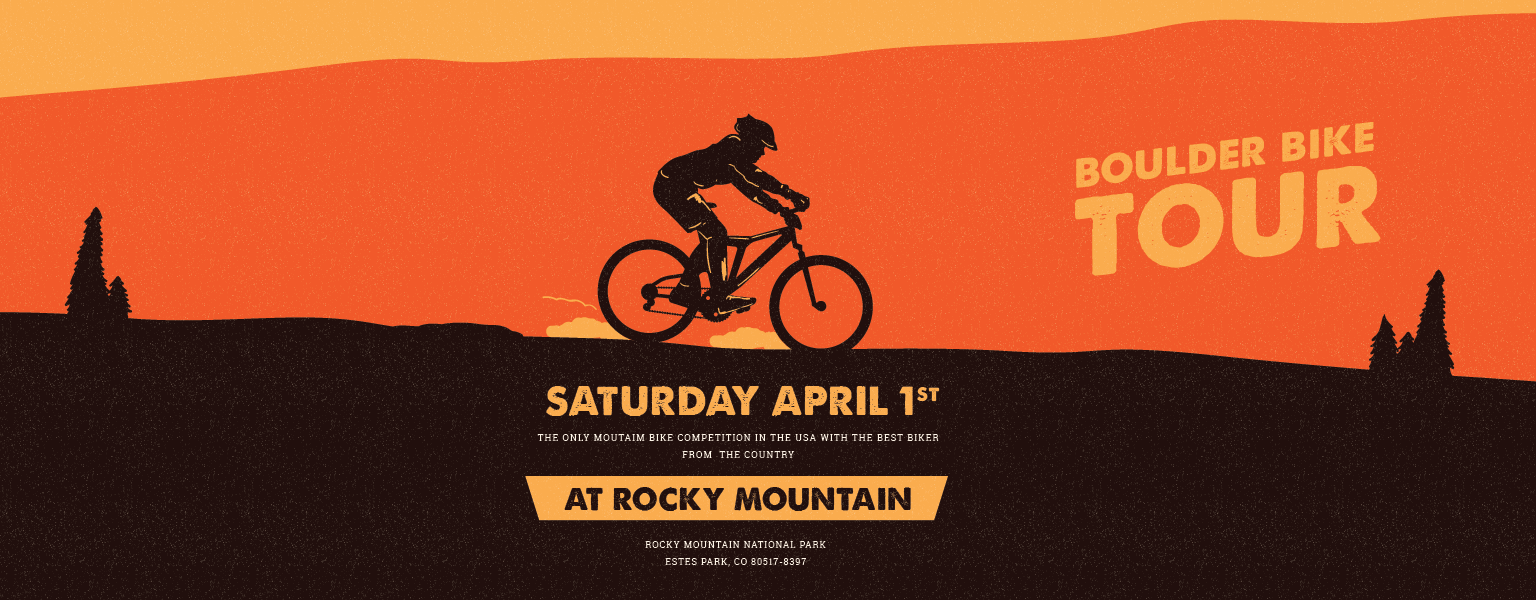 BOULDER BIKE
TOUR
SATURDAY APRIL 1ST
THE ONLY MOUTAIM BIKE COMPETITION IN THE USA WITH THE BEST BIKER
FROM THE COUNTRY
AT ROCKY MOUNTAIN
ROCKY MOUNTAIN NATIONAL PARK
ESTES PARK, CO 80517-8397